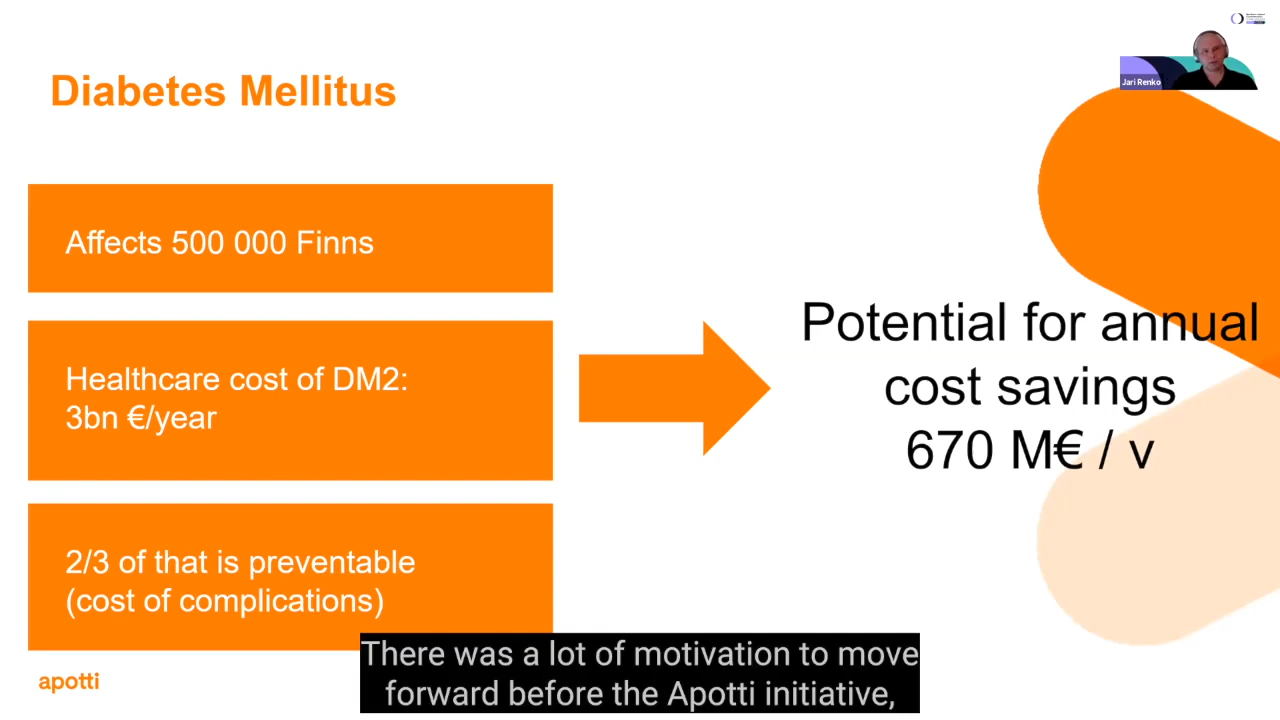 Jari Renko
Diabetes Mellitus
Affects 500 000 Finns
Healthcare cost of DM2:
3bn €/year
2/3 of that is preventable
(cost of complications)
Potential for annual
cost savings
670 M€ / v
apotti
There was a lot of motivation to move
forward before the Apotti initiative,